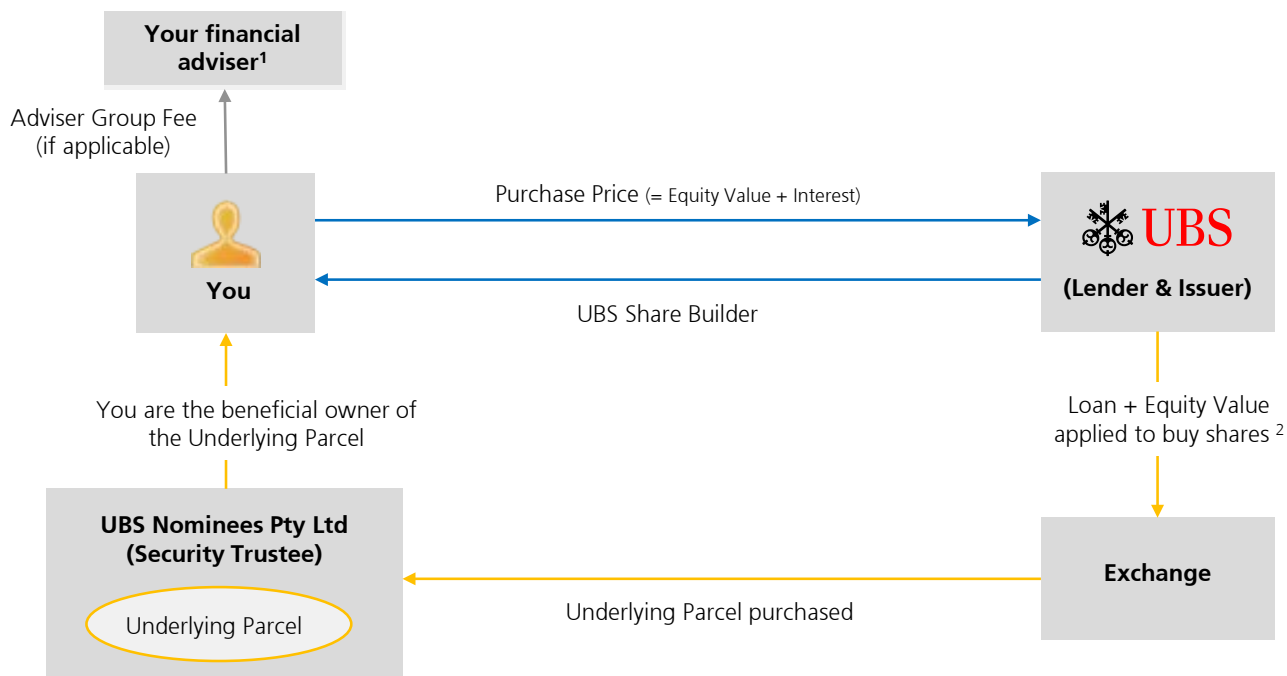 Your financial
adviser¹
Adviser Group Fee
(if applicable)
Purchase Price (= Equity Value + Interest)
You
UBS
(Lender & Issuer)
UBS Share Builder
You are the beneficial owner of
the Underlying Parcel
Loan + Equity Value
applied to buy shares ²
UBS Nominees Pty Ltd
(Security Trustee)
Underlying Parcel
Underlying Parcel purchased
Exchange